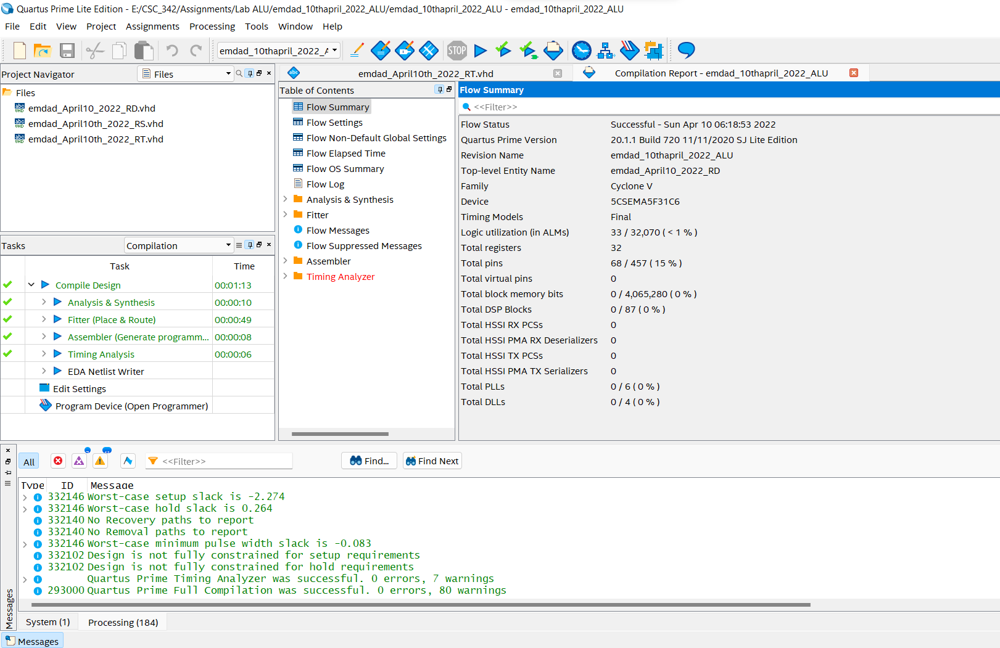 Quartus Prime Lite Edition - E:/CSC_342/Assignments/Lab ALU/emdad_10thapril_2022_ALU/emdad_10thapril_2022_ALU - emdad_10thapril_2022_ALU
File Edit View Project Assignments Processing Tools Window Help
emdad_10thapril_2022_A
STOP
Project Navigator
Files
Files
emdad_April10_2022_RD.vhd
emdad_April10th_2022_RS.vhd
emdad_April10th_2022_RT.vhd
Tasks
Compilation
Task Time
Compile Design 00:01:13
Analysis & Synthesis 00:00:10
Fitter (Place & Route) 00:00:49
Assembler (Generate programm... 00:00:08
Timing Analysis 00:00:06
EDA Netlist Writer
Edit Settings
Program Device (Open Programmer)
emdad_April10th_2022_RT.vhd
Compilation Report - emdad_10thapril_2022_ALU
Table of Contents
Flow Summary
Flow Settings
Flow Non-Default Global Settings
Flow Elapsed Time
Flow OS Summary
Flow Log
Analysis & Synthesis
Fitter
Flow Messages
Flow Suppressed Messages
Assembler
Timing Analyzer
Flow Summary
<<Filter>>
Flow Status Successful - Sun Apr 10 06:18:53 2022
Quartus Prime Version 20.1.1 Build 720 11/11/2020 SJ Lite Edition
Revision Name emdad_10thapril_2022_ALU
Top-level Entity Name emdad_April10_2022_RD
Family Cyclone V
Device 5CSEMA5F31C6
Timing Models Final
Logic utilization (in ALMs) 33 / 32,070 ( < 1 % )
Total registers 32
Total pins 68 / 457 ( 15 % )
Total virtual pins 0
Total block memory bits 0 / 4,065,280 ( 0 % )
Total DSP Blocks 0 / 87 ( 0 % )
Total HSSI RX PCSs 0
Total HSSI PMA RX Deserializers 0
Total HSSI TX PCSs 0
Total HSSI PMA TX Serializers 0
Total PLLs 0 / 6 ( 0 % )
Total DLLs 0 / 4 ( 0 % )
All
<<Filter>>
Find...
Find Next
Type ID Message
332146 Worst-case setup slack is -2.274
332146 Worst-case hold slack is 0.264
332140 No Recovery paths to report
332140 No Removal paths to report
332146 Worst-case minimum pulse width slack is -0.083
332102 Design is not fully constrained for setup requirements
332102 Design is not fully constrained for hold requirements
Quartus Prime Timing Analyzer was successful. 0 errors, 7 warnings
293000 Quartus Prime Full Compilation was successful. 0 errors, 80 warnings
Messages
System (1)
Processing (184)
Messages